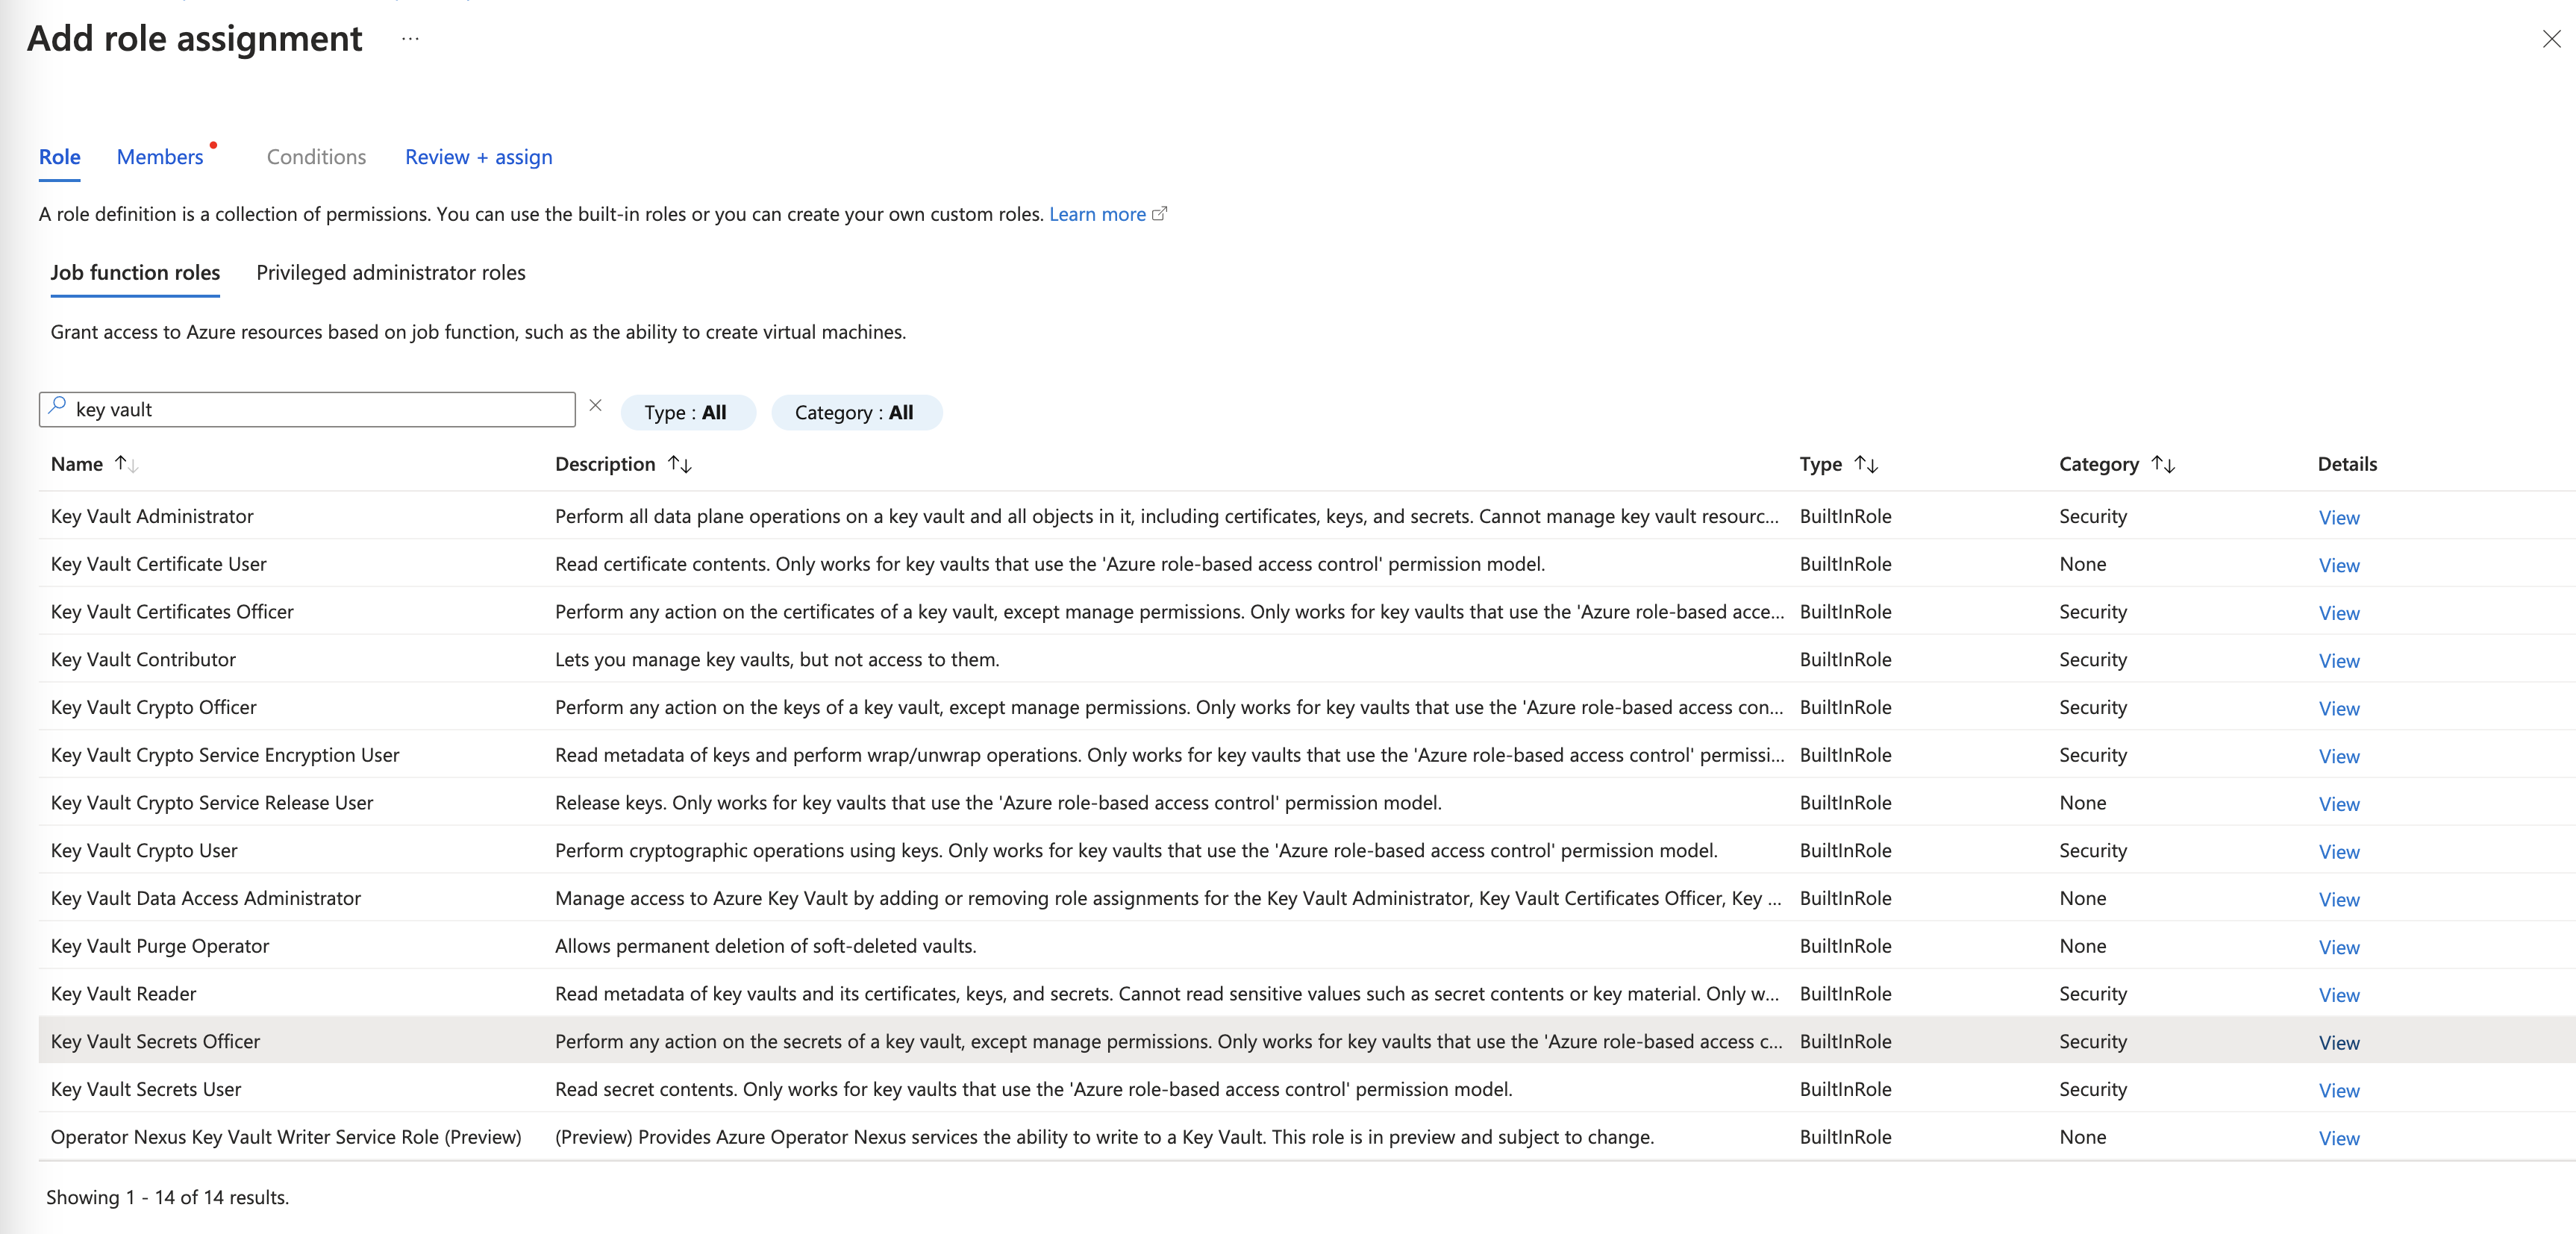 Add role assignment ...
Role Members Conditions Review + assign
A role definition is a collection of permissions. You can use the built-in roles or you can create your own custom roles. Learn more
Job function roles Privileged administrator roles
Grant access to Azure resources based on job function, such as the ability to create virtual machines.
key vault Type : All Category : All
Name Description Type Category Details
Key Vault Administrator Perform all data plane operations on a key vault and all objects in it, including certificates, keys, and secrets. Cannot manage key vault resourc... BuiltInRole Security View
Key Vault Certificate User Read certificate contents. Only works for key vaults that use the 'Azure role-based access control' permission model. BuiltInRole None View
Key Vault Certificates Officer Perform any action on the certificates of a key vault, except manage permissions. Only works for key vaults that use the 'Azure role-based acce... BuiltInRole Security View
Key Vault Contributor Lets you manage key vaults, but not access to them. BuiltInRole Security View
Key Vault Crypto Officer Perform any action on the keys of a key vault, except manage permissions. Only works for key vaults that use the 'Azure role-based access con... BuiltInRole Security View
Key Vault Crypto Service Encryption User Read metadata of keys and perform wrap/unwrap operations. Only works for key vaults that use the 'Azure role-based access control' permissi... BuiltInRole Security View
Key Vault Crypto Service Release User Release keys. Only works for key vaults that use the 'Azure role-based access control' permission model. BuiltInRole None View
Key Vault Crypto User Perform cryptographic operations using keys. Only works for key vaults that use the 'Azure role-based access control' permission model. BuiltInRole Security View
Key Vault Data Access Administrator Manage access to Azure Key Vault by adding or removing role assignments for the Key Vault Administrator, Key Vault Certificates Officer, Key ... BuiltInRole None View
Key Vault Purge Operator Allows permanent deletion of soft-deleted vaults. BuiltInRole None View
Key Vault Reader Read metadata of key vaults and its certificates, keys, and secrets. Cannot read sensitive values such as secret contents or key material. Only w... BuiltInRole Security View
Key Vault Secrets Officer Perform any action on the secrets of a key vault, except manage permissions. Only works for key vaults that use the 'Azure role-based access c... BuiltInRole Security View
Key Vault Secrets User Read secret contents. Only works for key vaults that use the 'Azure role-based access control' permission model. BuiltInRole Security View
Operator Nexus Key Vault Writer Service Role (Preview) (Preview) Provides Azure Operator Nexus services the ability to write to a Key Vault. This role is in preview and subject to change. BuiltInRole None View
Showing 1 - 14 of 14 results.